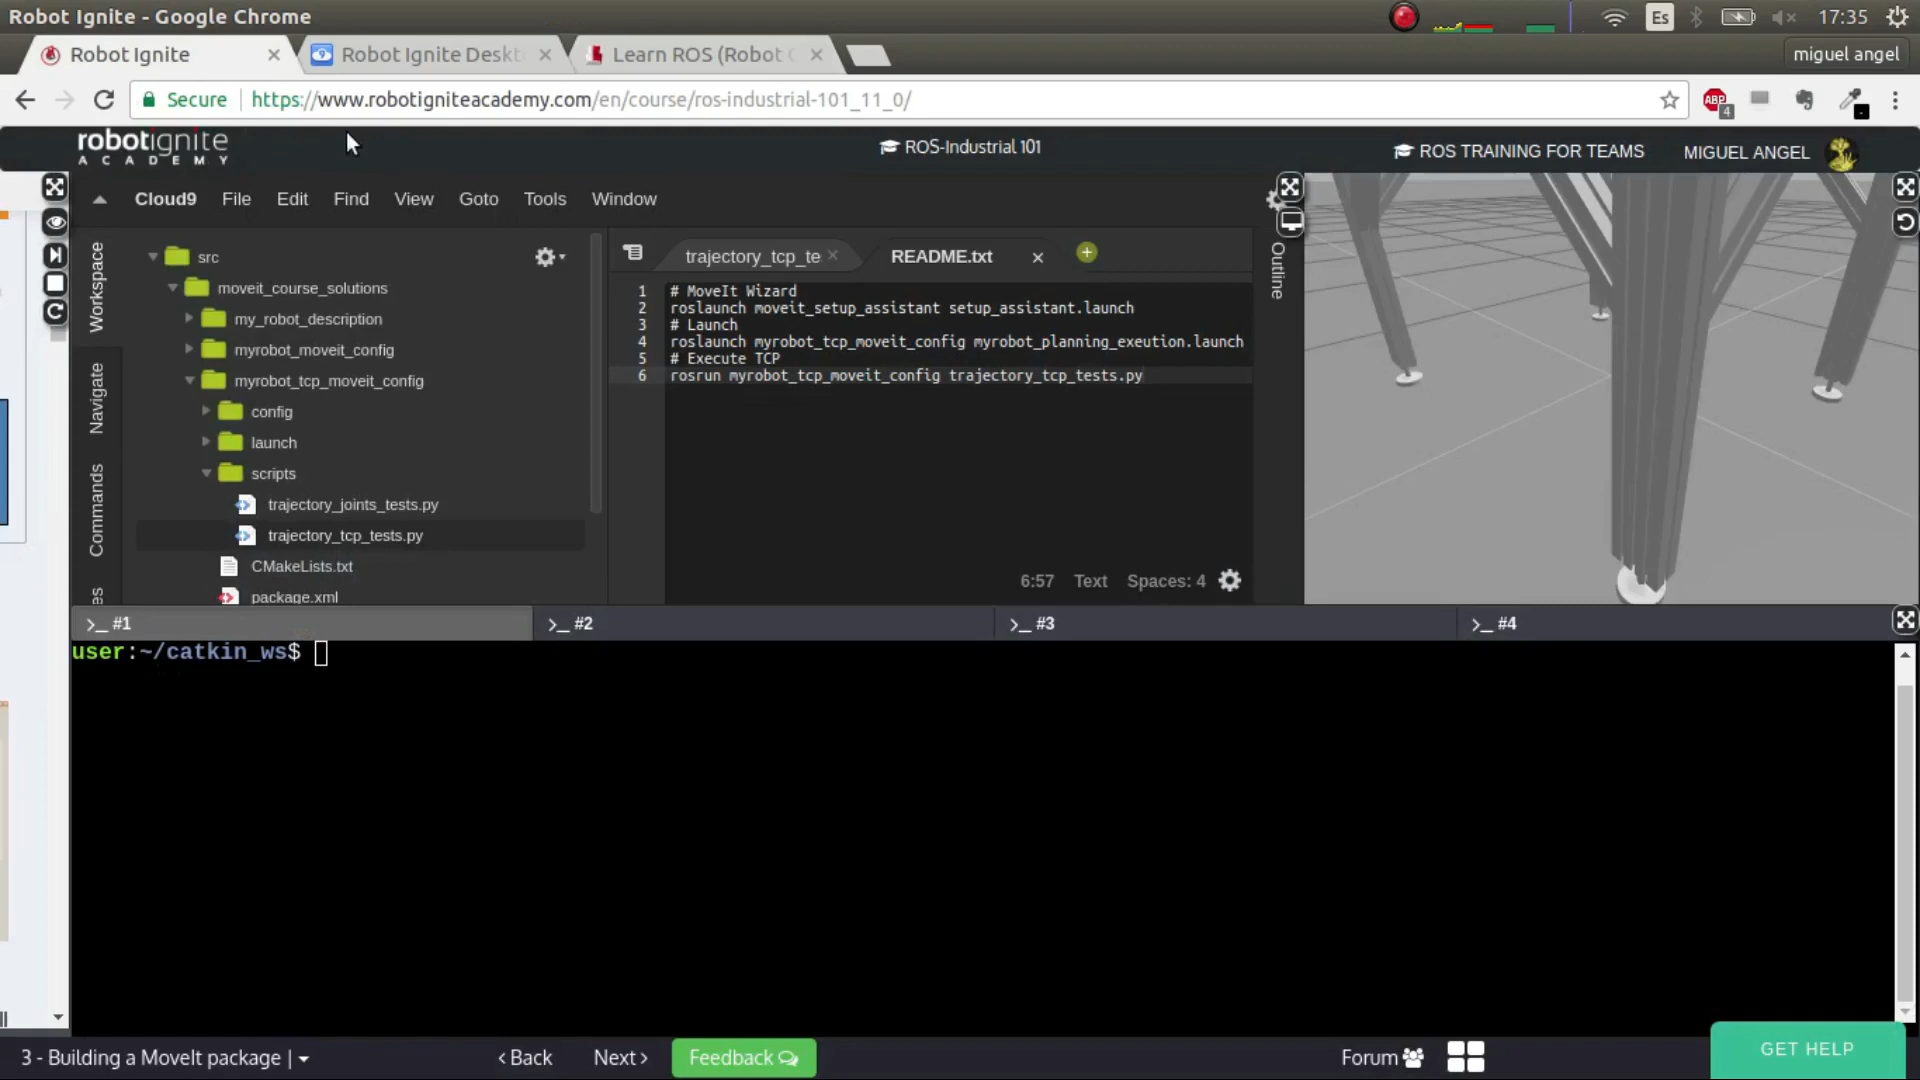 Robot Ignite - Google Chrome
Es
17:35
Robot Ignite
Robot Ignite Deskt
Learn ROS (Robot C
miguel angel
Secure
https://www.robotigniteacademy.com/en/course/ros-industrial-101_11_0/
ABP
4
robotignite
ACADEMY
ROS-Industrial 101
ROS TRAINING FOR TEAMS
MIGUEL ANGEL
Cloud9 File Edit Find View Goto Tools Window
Workspace
Navigate
Commands
es
src
moveit_course_solutions
my_robot_description
myrobot_moveit_config
myrobot_tcp_moveit_config
config
launch
scripts
trajectory_joints_tests.py
trajectory_tcp_tests.py
CMakeLists.txt
package.xml
trajectory_tcp_te
README.txt
Outline
1 # MoveIt Wizard
2 roslaunch moveit_setup_assistant setup_assistant.launch
3 # Launch
4 roslaunch myrobot_tcp_moveit_config myrobot_planning_exeution.launch
5 # Execute TCP
6 rosrun myrobot_tcp_moveit_config trajectory_tcp_tests.py
6:57 Text Spaces: 4
>_ #1
>_ #2
>_ #3
>_ #4
user:~/catkin_ws$
3 - Building a MoveIt package |
‹ Back
Next ›
Feedback
Forum
GET HELP